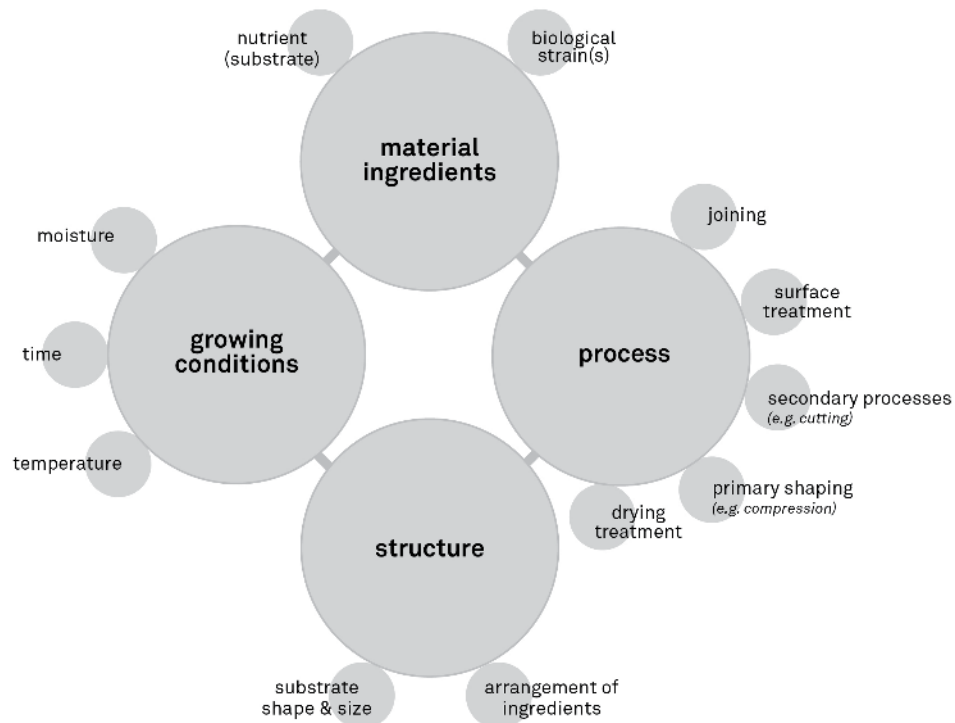 nutrient
(substrate)
biological
strain(s)
material
ingredients
joining
moisture
surface
treatment
growing
conditions
time
process
secondary processes
(e.g. cutting)
temperature
primary shaping
(e.g. compression)
drying
treatment
structure
substrate
shape & size
arrangement of
ingredients